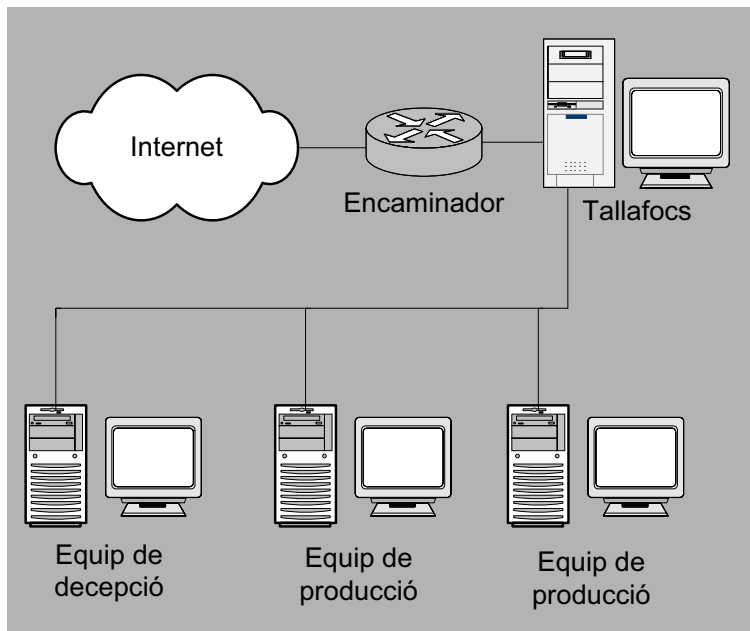 Internet
Encaminador
Tallafocs
Equip de
decepció
Equip de
producció
Equip de
producció